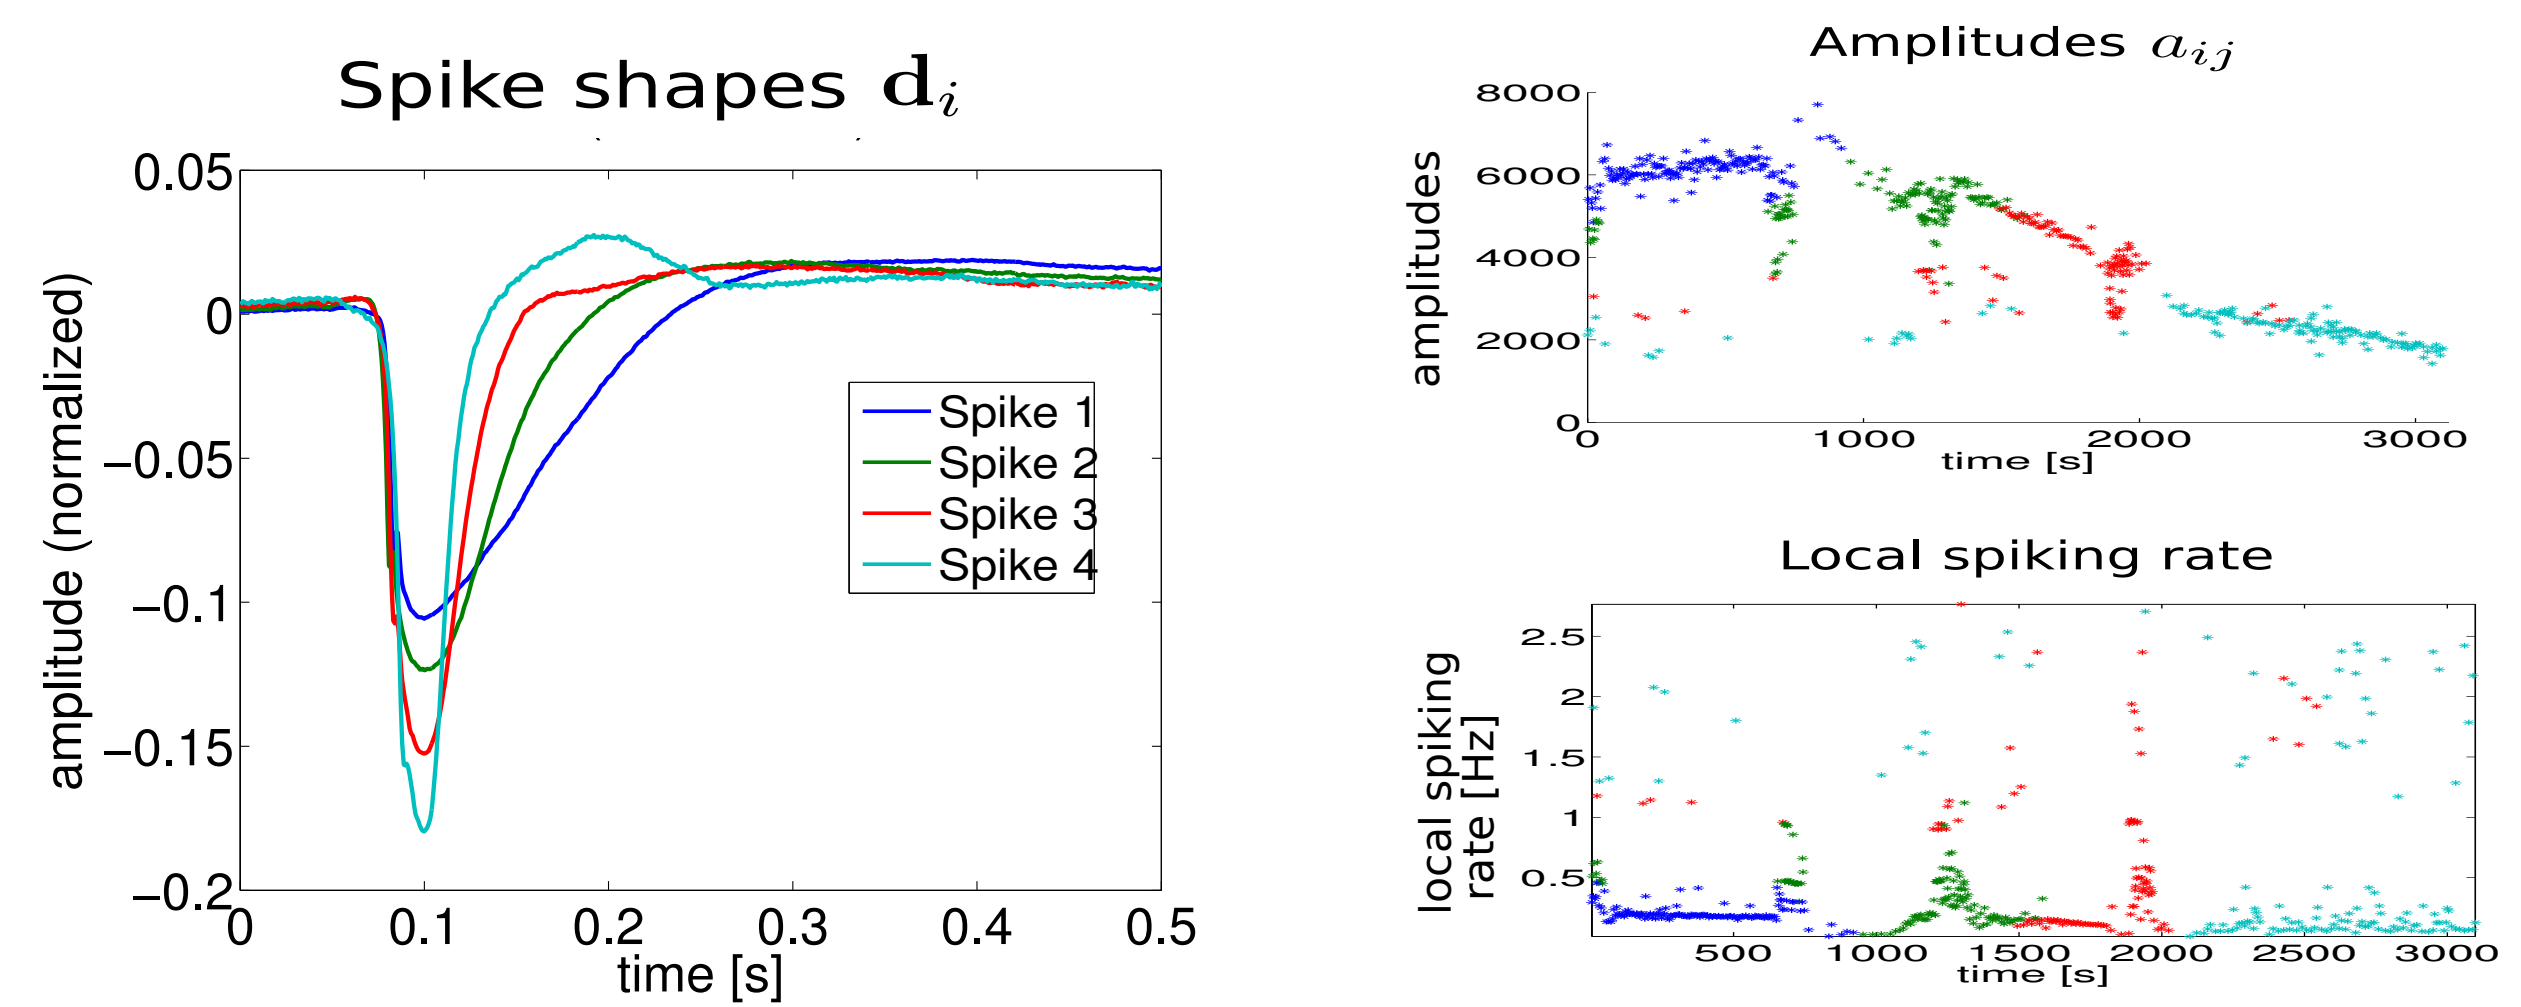 Spike shapes d_i
0.05
0
−0.05
−0.1
−0.15
−0.2
amplitude (normalized)
0 0.1 0.2 0.3 0.4 0.5
time [s]
Spike 1
Spike 2
Spike 3
Spike 4
Amplitudes a_{ij}
8000
6000
4000
2000
0
amplitudes
0 1000 2000 3000
time [s]
Local spiking rate
2.5
2
1.5
1
0.5
local spiking
rate [Hz]
500 1000 1500 2000 2500 3000
time [s]